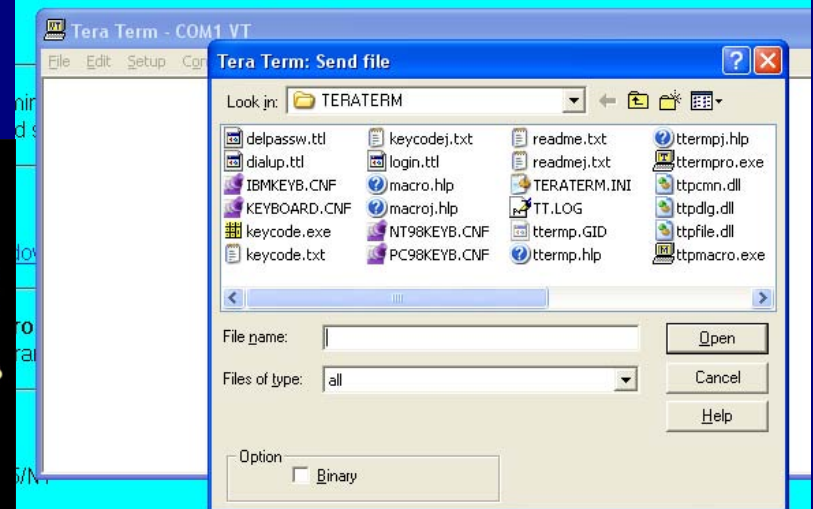 Tera Term - COM1 VT
File Edit Setup Con
Tera Term: Send file
Look in: TERATERM
delpassw.ttl keycodej.txt readme.txt ttermpj.hlp
dialup.ttl login.ttl readmej.txt ttermpro.exe
IBMKEYB.CNF macro.hlp TERATERM.INI ttpcmn.dll
KEYBOARD.CNF macroj.hlp TT.LOG ttpdlg.dll
keycode.exe NT98KEYB.CNF ttermp.GID ttpfile.dll
keycode.txt PC98KEYB.CNF ttermp.hlp ttpmacro.exe
File name: Open
Files of type: all Cancel
Help
Option
Binary